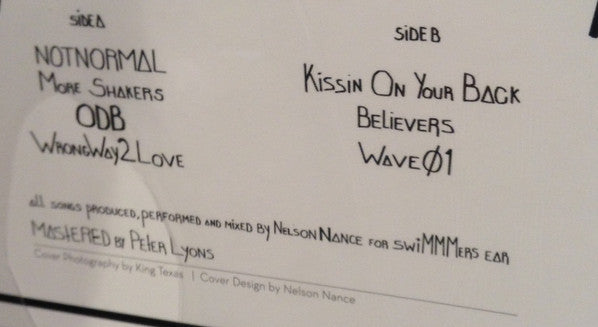 SiDE A
NOTNORMAL
MORE SHAKERS
ODB
WRONGWAY2LOVE
SiDE B
KISSIN ON YOUR BACK
BELIEVERS
WAVEØ1
all SONGS PRODUCED, PERFORMED AND MIXED BY NELSON NANCE FOR swiMMMERS EAR
MASTERED BY PETER LYONS
Cover Photography by King Texas | Cover Design by Nelson Nance